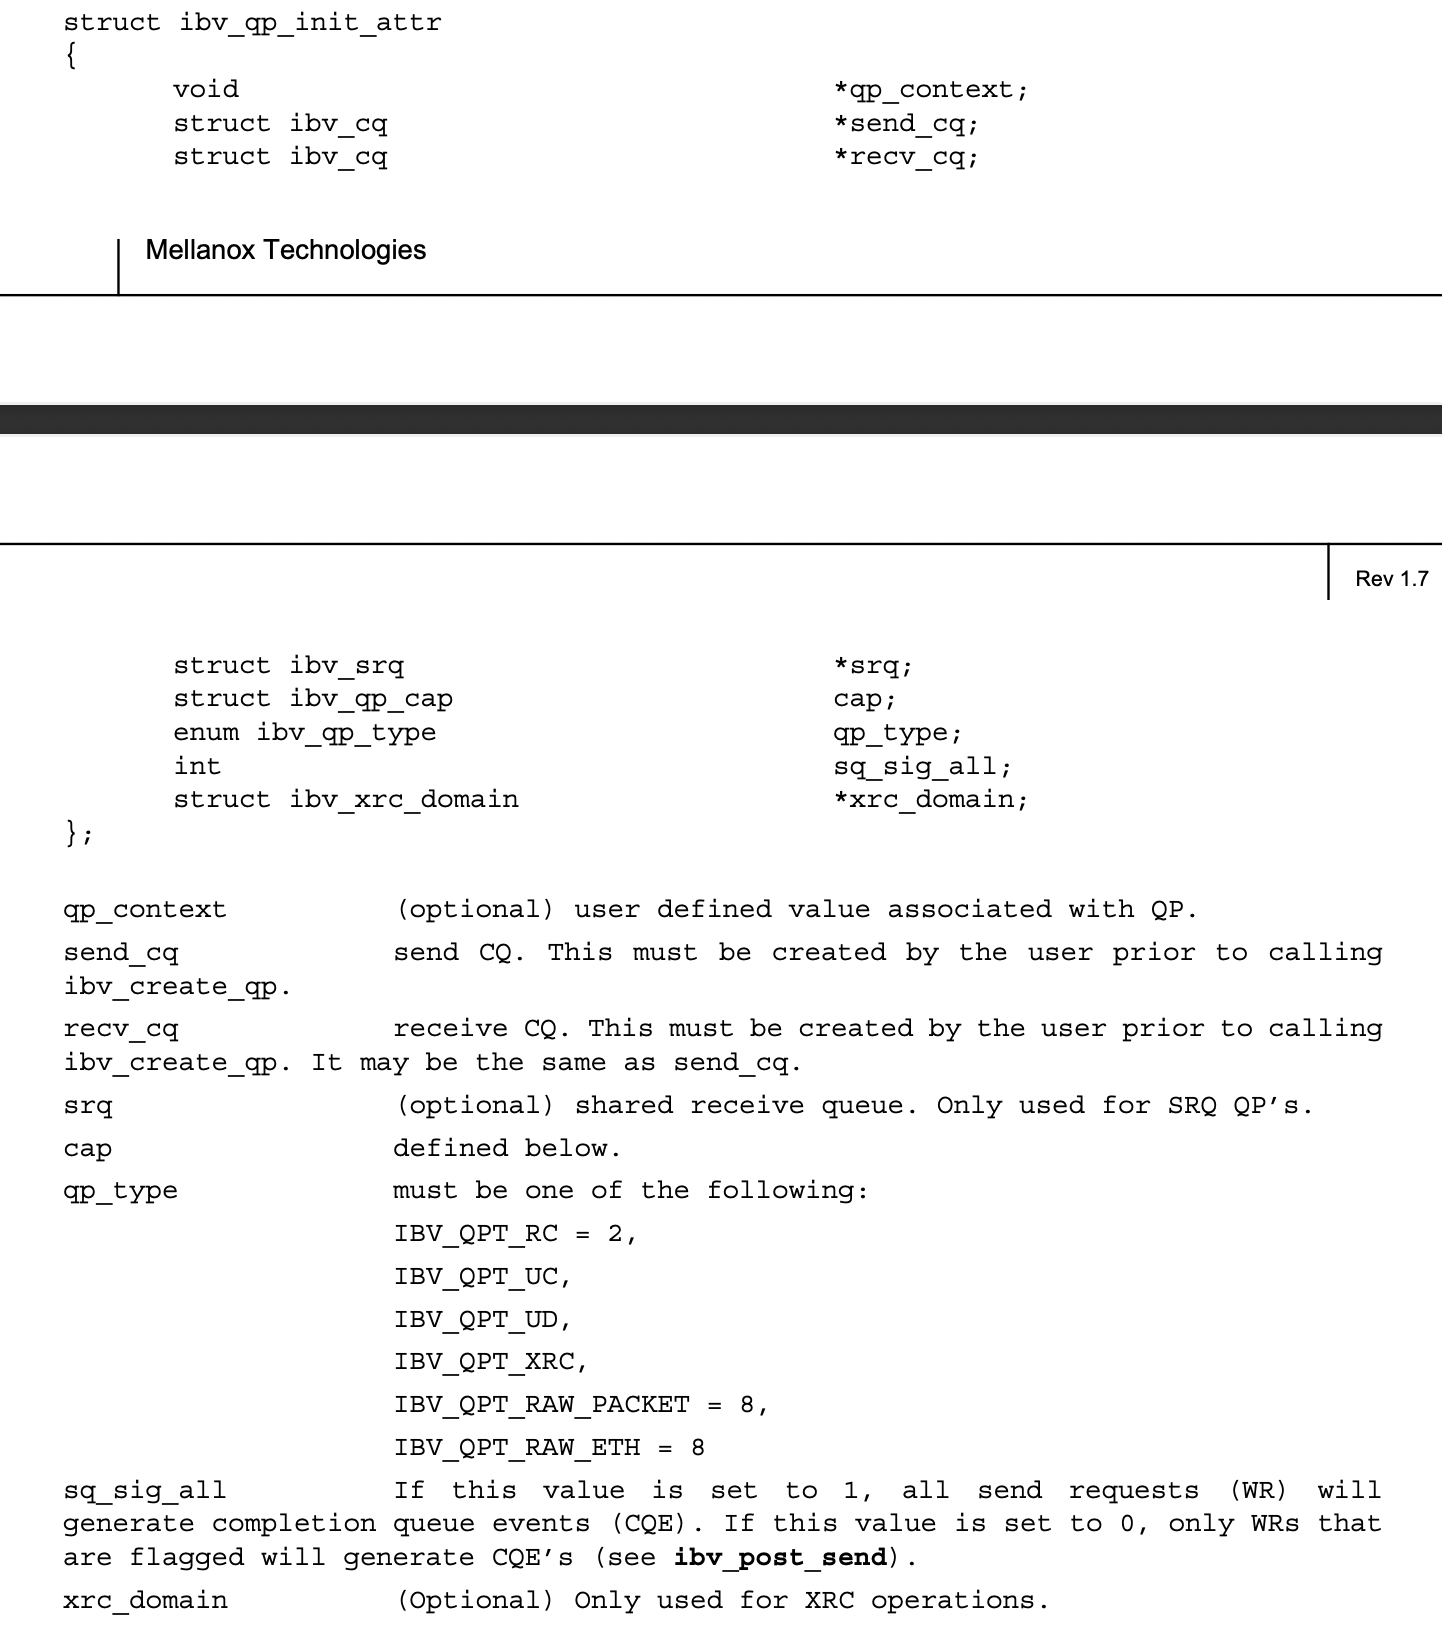 struct ibv_qp_init_attr
{
void *qp_context;
struct ibv_cq *send_cq;
struct ibv_cq *recv_cq;
Mellanox Technologies
Rev 1.7
struct ibv_srq *srq;
struct ibv_qp_cap cap;
enum ibv_qp_type qp_type;
int sq_sig_all;
struct ibv_xrc_domain *xrc_domain;
};
qp_context (optional) user defined value associated with QP.
send_cq send CQ. This must be created by the user prior to calling
ibv_create_qp.
recv_cq receive CQ. This must be created by the user prior to calling
ibv_create_qp. It may be the same as send_cq.
srq (optional) shared receive queue. Only used for SRQ QP’s.
cap defined below.
qp_type must be one of the following:
IBV_QPT_RC = 2,
IBV_QPT_UC,
IBV_QPT_UD,
IBV_QPT_XRC,
IBV_QPT_RAW_PACKET = 8,
IBV_QPT_RAW_ETH = 8
sq_sig_all If this value is set to 1, all send requests (WR) will
generate completion queue events (CQE). If this value is set to 0, only WRs that
are flagged will generate CQE’s (see ibv_post_send).
xrc_domain (Optional) Only used for XRC operations.